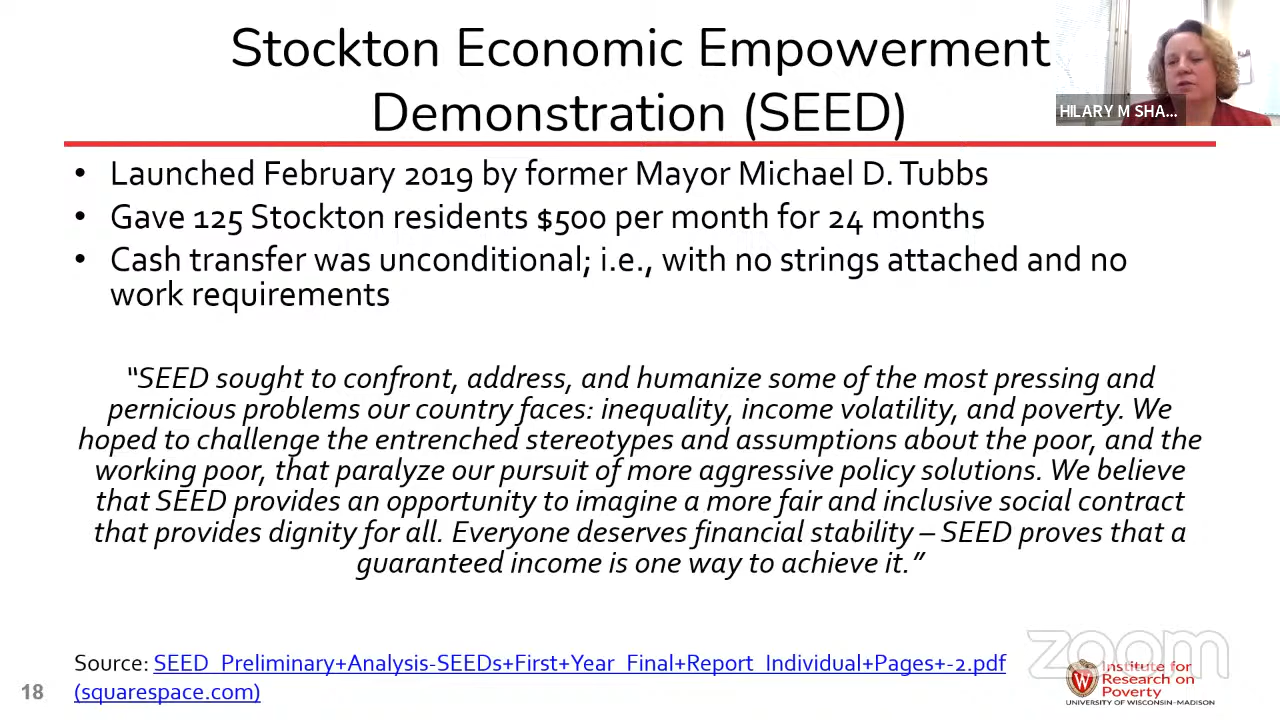 Stockton Economic Empowerment
Demonstration (SEED)
HILARY M SHA...
• Launched February 2019 by former Mayor Michael D. Tubbs
• Gave 125 Stockton residents $500 per month for 24 months
• Cash transfer was unconditional; i.e., with no strings attached and no
work requirements
“SEED sought to confront, address, and humanize some of the most pressing and
pernicious problems our country faces: inequality, income volatility, and poverty. We
hoped to challenge the entrenched stereotypes and assumptions about the poor, and the
working poor, that paralyze our pursuit of more aggressive policy solutions. We believe
that SEED provides an opportunity to imagine a more fair and inclusive social contract
that provides dignity for all. Everyone deserves financial stability – SEED proves that a
guaranteed income is one way to achieve it.”
Source: SEED_Preliminary+Analysis-SEEDs+First+Year_Final+Report_Individual+Pages+-2.pdf
(squarespace.com)
18
zoom
Institute for
Research on
Poverty
UNIVERSITY OF WISCONSIN-MADISON